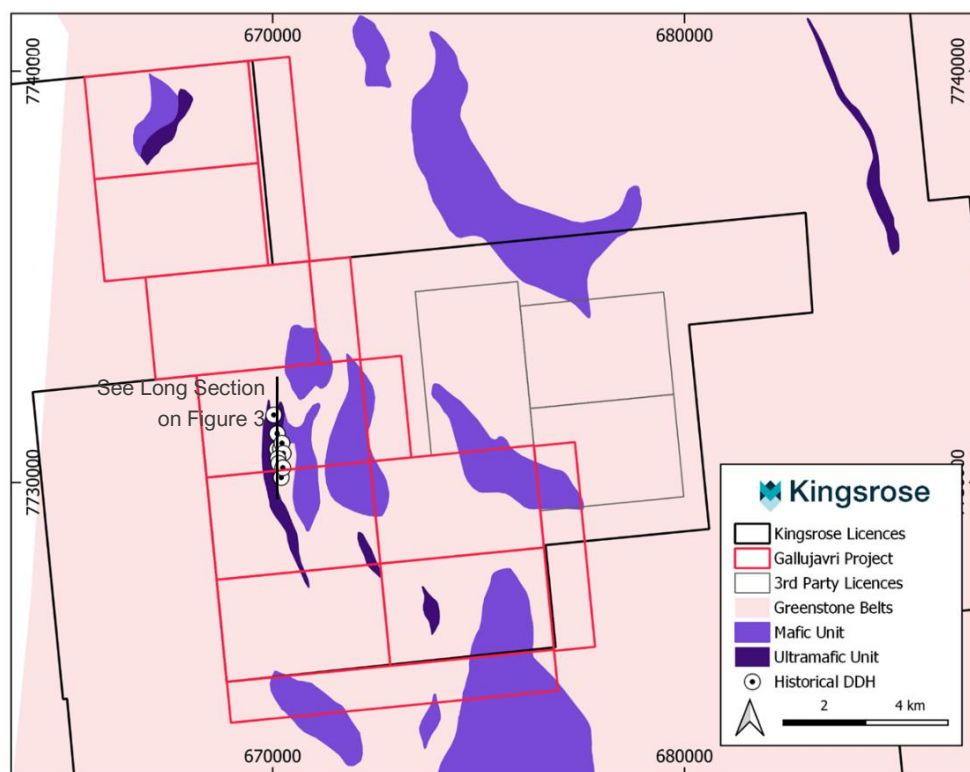 670000
680000
7740000
7740000
See Long Section
on Figure 3
7730000
Kingsrose
Kingsrose Licences
Gallujavri Project
3rd Party Licences
Greenstone Belts
Mafic Unit
Ultramafic Unit
Historical DDH
2
4 km
670000
680000